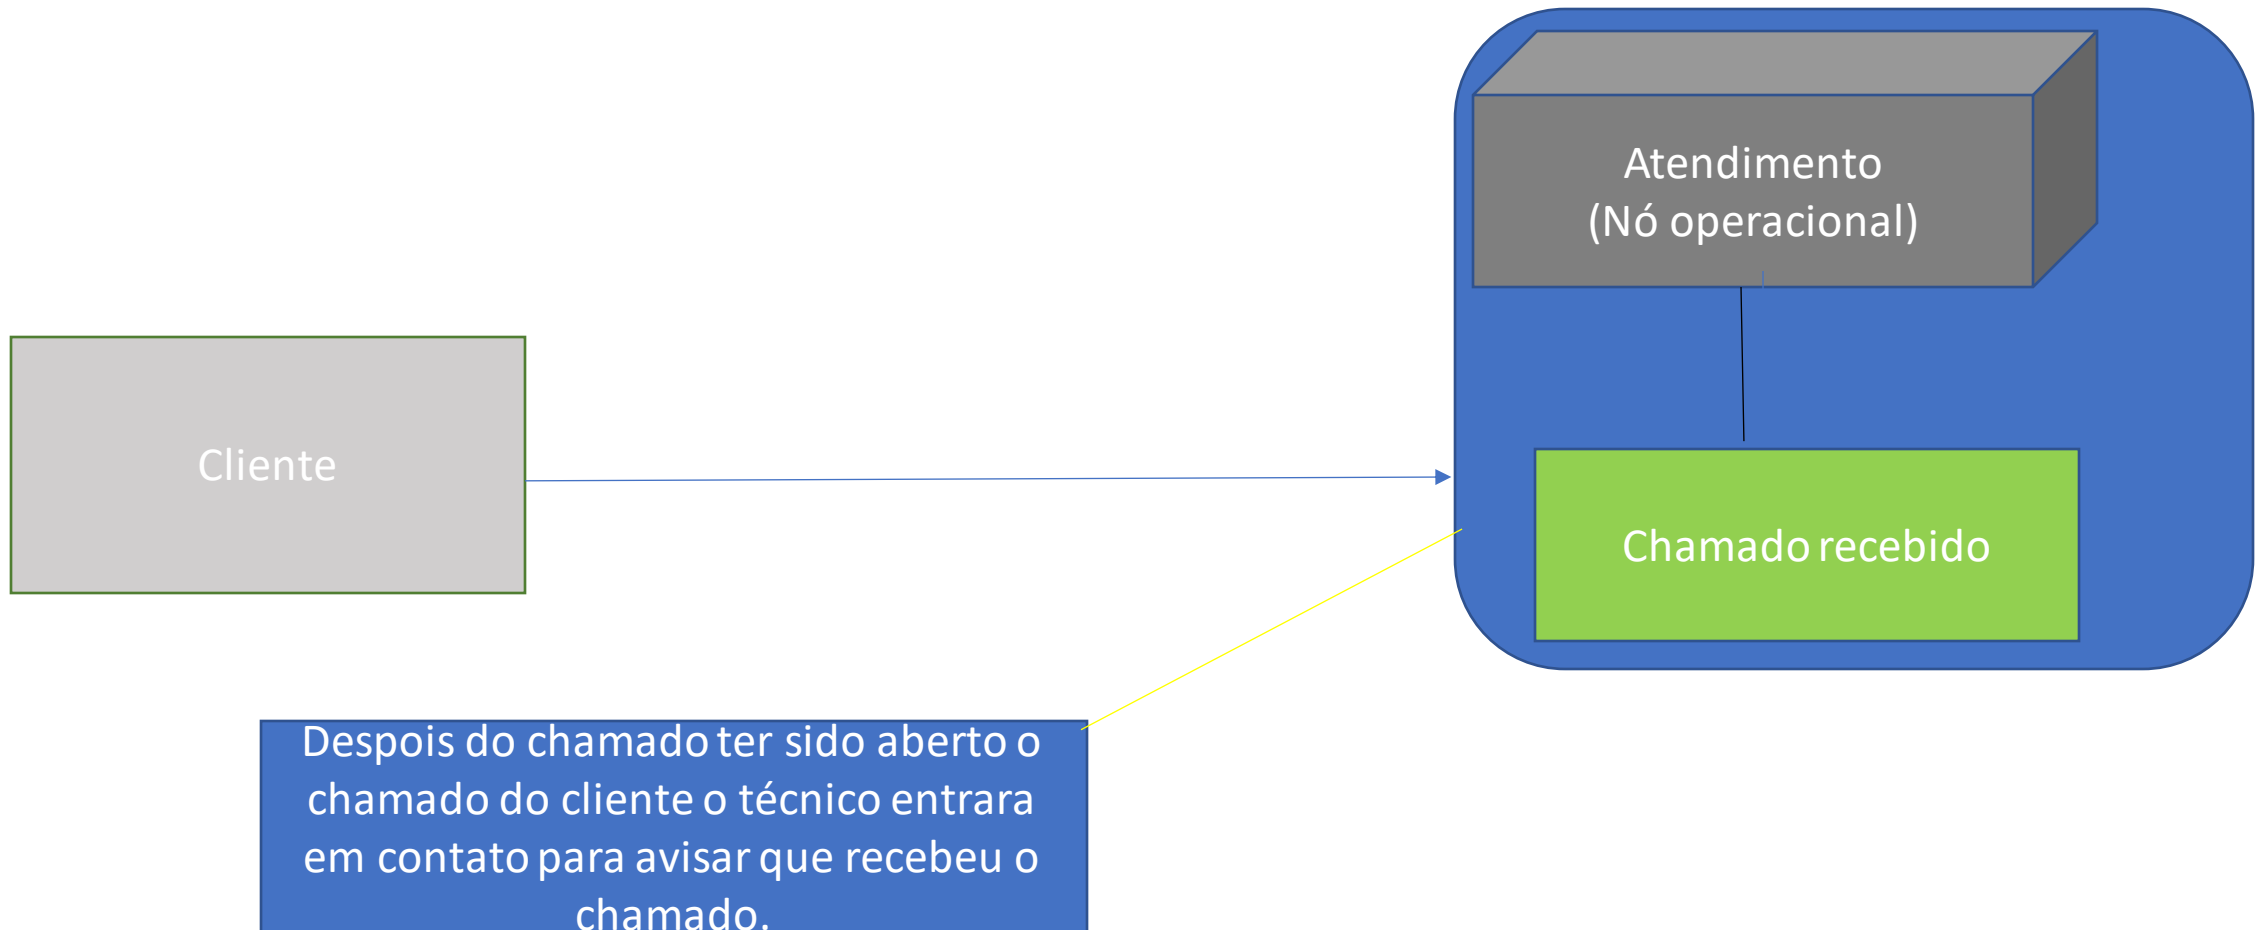 Atendimento
(Nó operacional)
Cliente
Chamado recebido
Despois do chamado ter sido aberto o
chamado do cliente o técnico entrara
em contato para avisar que recebeu o
chamado.